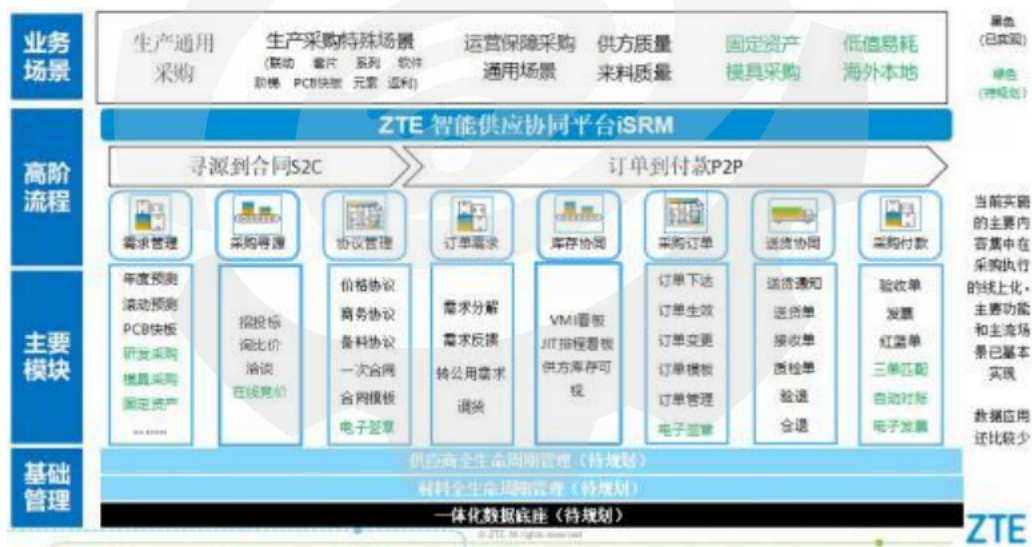 业务
场景
生产通用
采购
生产采购特殊场景
(联动 套片 系列 软件
阶梯 PCB快板 元素 返利)
运营保障采购
通用场景
供方质量
来料质量
固定资产
模具采购
低值易耗
海外本地
黑色
(已实现)
绿色
(待规划)
高阶
流程
ZTE 智能供应协同平台iSRM
寻源到合同S2C
订单到付款P2P
需求管理
采购寻源
协议管理
订单需求
库存协同
采购订单
送货协同
采购付款
主要
模块
年度预测
滚动预测
PCB快板
研发采购
模具采购
固定资产
........
招投标
询比价
洽谈
在线竞价
价格协议
商务协议
备料协议
一次合同
合同模板
电子签章
需求分解
需求反馈
转公用需求
调货
VMI看板
JIT排程看板
供方库存可
视
订单下达
订单生效
订单变更
订单模板
订单管理
电子签章
送货通知
送货单
接收单
质检单
验退
仓退
验收单
发票
红蓝单
三单匹配
自动对账
电子发票
当前实施
的主要内
容集中在
采购执行
的线上化，
主要功能
和主流场
景已基本
实现
数据应用
还比较少
基础
管理
供应商全生命周期管理（待规划）
材料全生命周期管理（待规划）
一体化数据底座（待规划）
© ZTE All rights reserved
ZTE